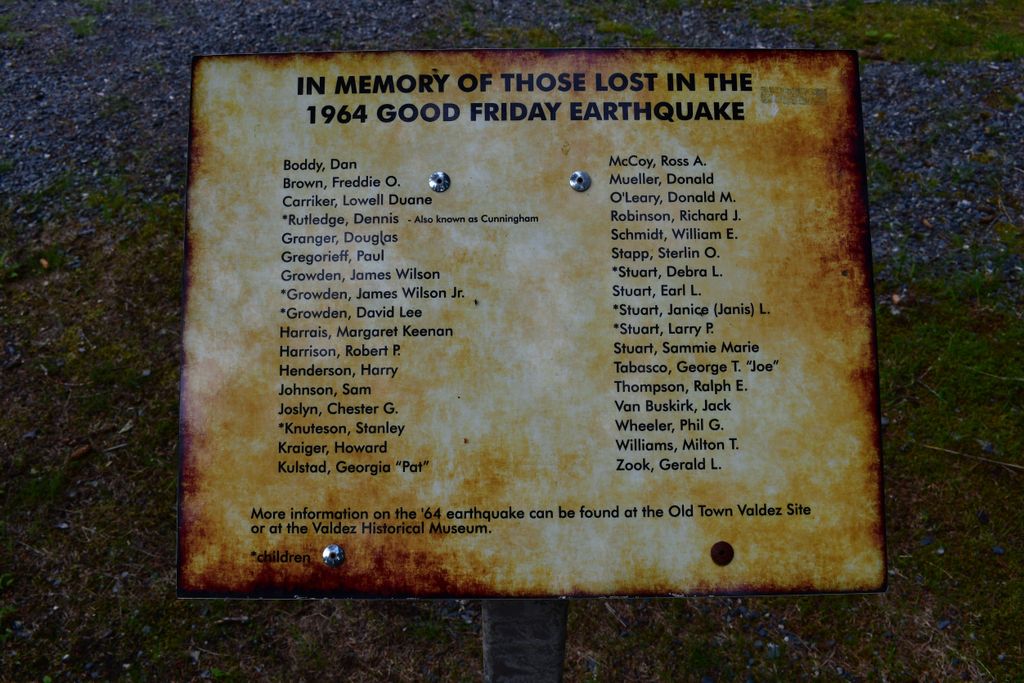 IN MEMORY OF THOSE LOST IN THE
1964 GOOD FRIDAY EARTHQUAKE
Boddy, Dan
Brown, Freddie O.
Carriker, Lowell Duane
*Rutledge, Dennis - Also known as Cunningham
Granger, Douglas
Gregorieff, Paul
Growden, James Wilson
*Growden, James Wilson Jr.
*Growden, David Lee
Harrais, Margaret Keenan
Harrison, Robert P.
Henderson, Harry
Johnson, Sam
Joslyn, Chester G.
*Knuteson, Stanley
Kraiger, Howard
Kulstad, Georgia "Pat"
McCoy, Ross A.
Mueller, Donald
O'Leary, Donald M.
Robinson, Richard J.
Schmidt, William E.
Stapp, Sterlin O.
*Stuart, Debra L.
Stuart, Earl L.
*Stuart, Janice (Janis) L.
*Stuart, Larry P.
Stuart, Sammie Marie
Tabasco, George T. "Joe"
Thompson, Ralph E.
Van Buskirk, Jack
Wheeler, Phil G.
Williams, Milton T.
Zook, Gerald L.
More information on the '64 earthquake can be found at the Old Town Valdez Site
or at the Valdez Historical Museum.
*children